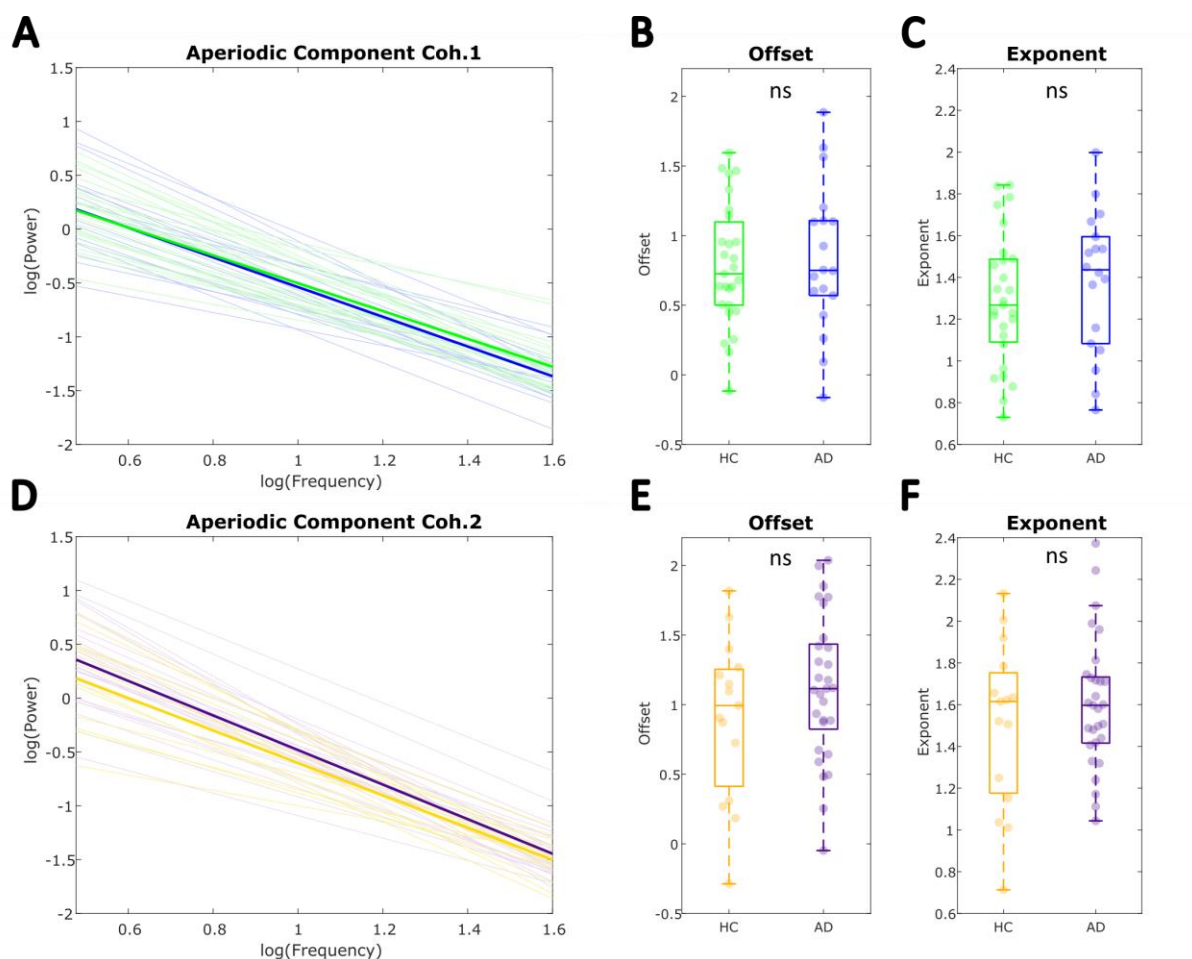 A
Aperiodic Component Coh.1
log(Power)
1.5
1
0.5
0
-0.5
-1
-1.5
-2
0.6 0.8 1 1.2 1.4 1.6
log(Frequency)
B
Offset
ns
Offset
2
1.5
1
0.5
0
-0.5
HC AD
C
Exponent
ns
Exponent
2.4
2.2
2
1.8
1.6
1.4
1.2
1
0.8
0.6
HC AD
D
Aperiodic Component Coh.2
log(Power)
1.5
1
0.5
0
-0.5
-1
-1.5
-2
0.6 0.8 1 1.2 1.4 1.6
log(Frequency)
E
Offset
ns
Offset
2
1.5
1
0.5
0
-0.5
HC AD
F
Exponent
ns
Exponent
2.4
2.2
2
1.8
1.6
1.4
1.2
1
0.8
0.6
HC AD